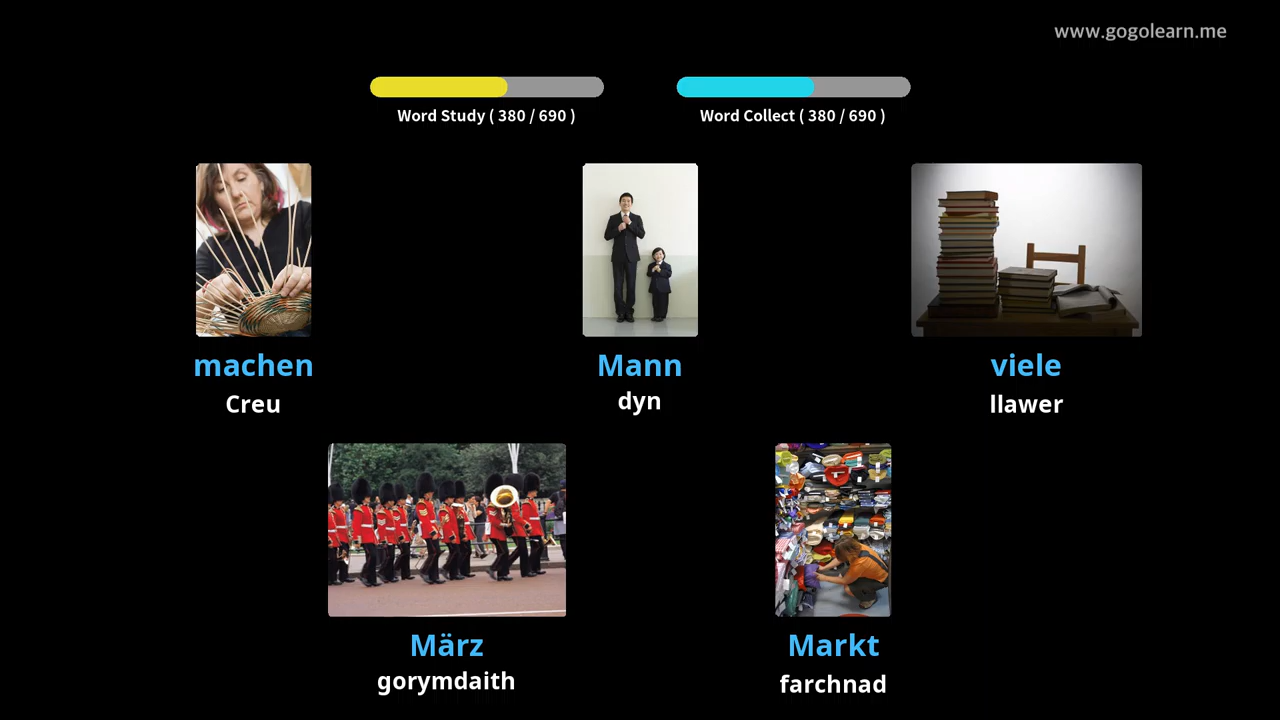 www.gogolearn.me
Word Study ( 380 / 690 )
Word Collect ( 380 / 690 )
machen
Creu
Mann
dyn
viele
llawer
März
gorymdaith
Markt
farchnad